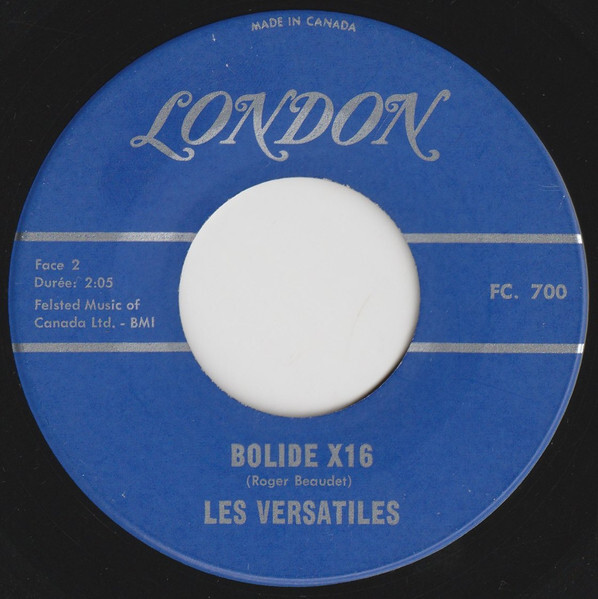 MADE IN CANADA
LONDON
Face 2
Durée: 2:05
Felsted Music of
Canada Ltd. - BMI
FC. 700
BOLIDE X16
(Roger Beaudet)
LES VERSATILES